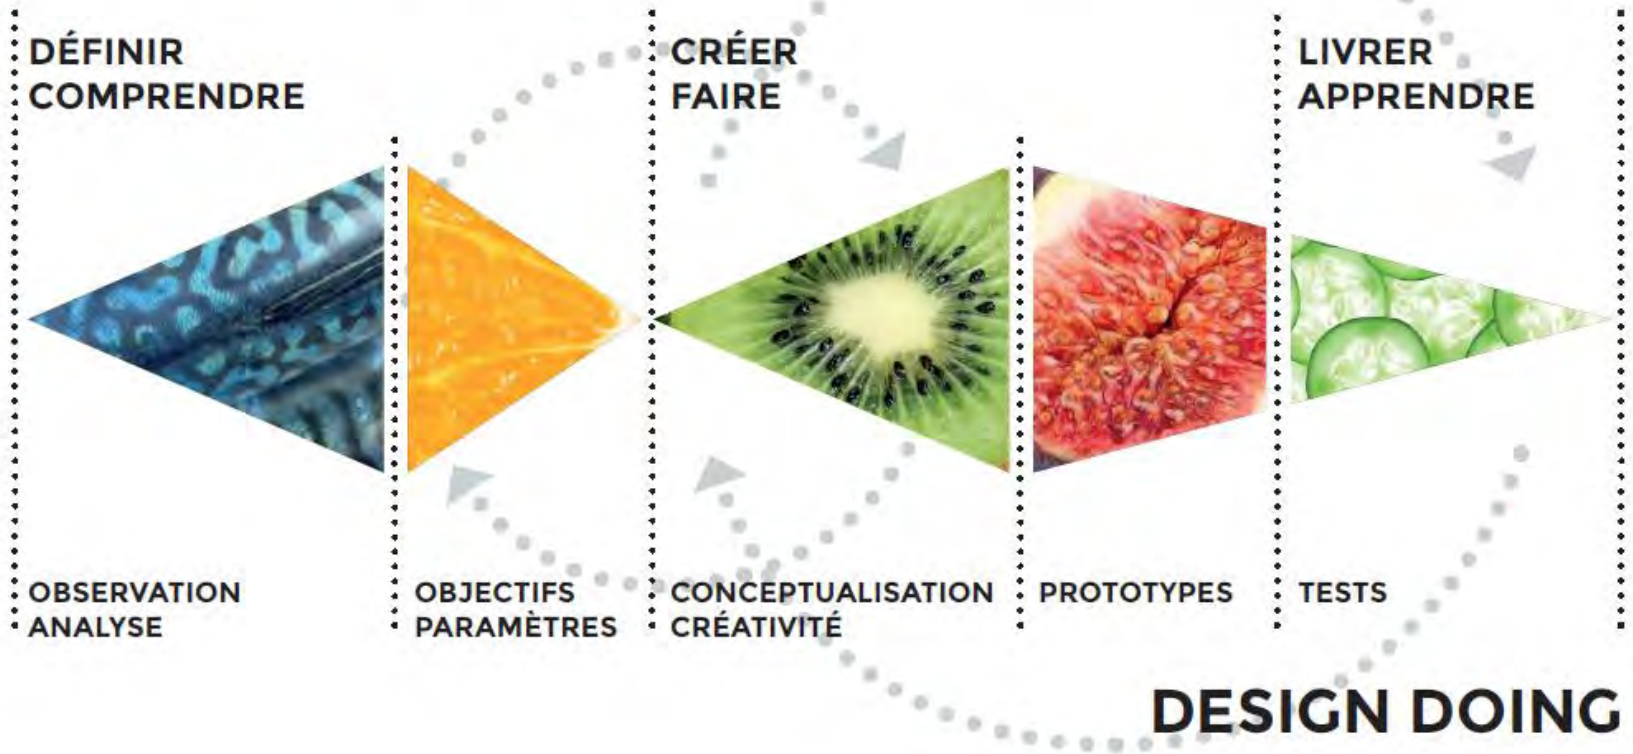 DÉFINIR
COMPRENDRE
CRÉER
FAIRE
LIVRER
APPRENDRE
OBSERVATION
ANALYSE
OBJECTIFS
PARAMÈTRES
CONCEPTUALISATION
CRÉATIVITÉ
PROTOTYPES
TESTS
DESIGN DOING